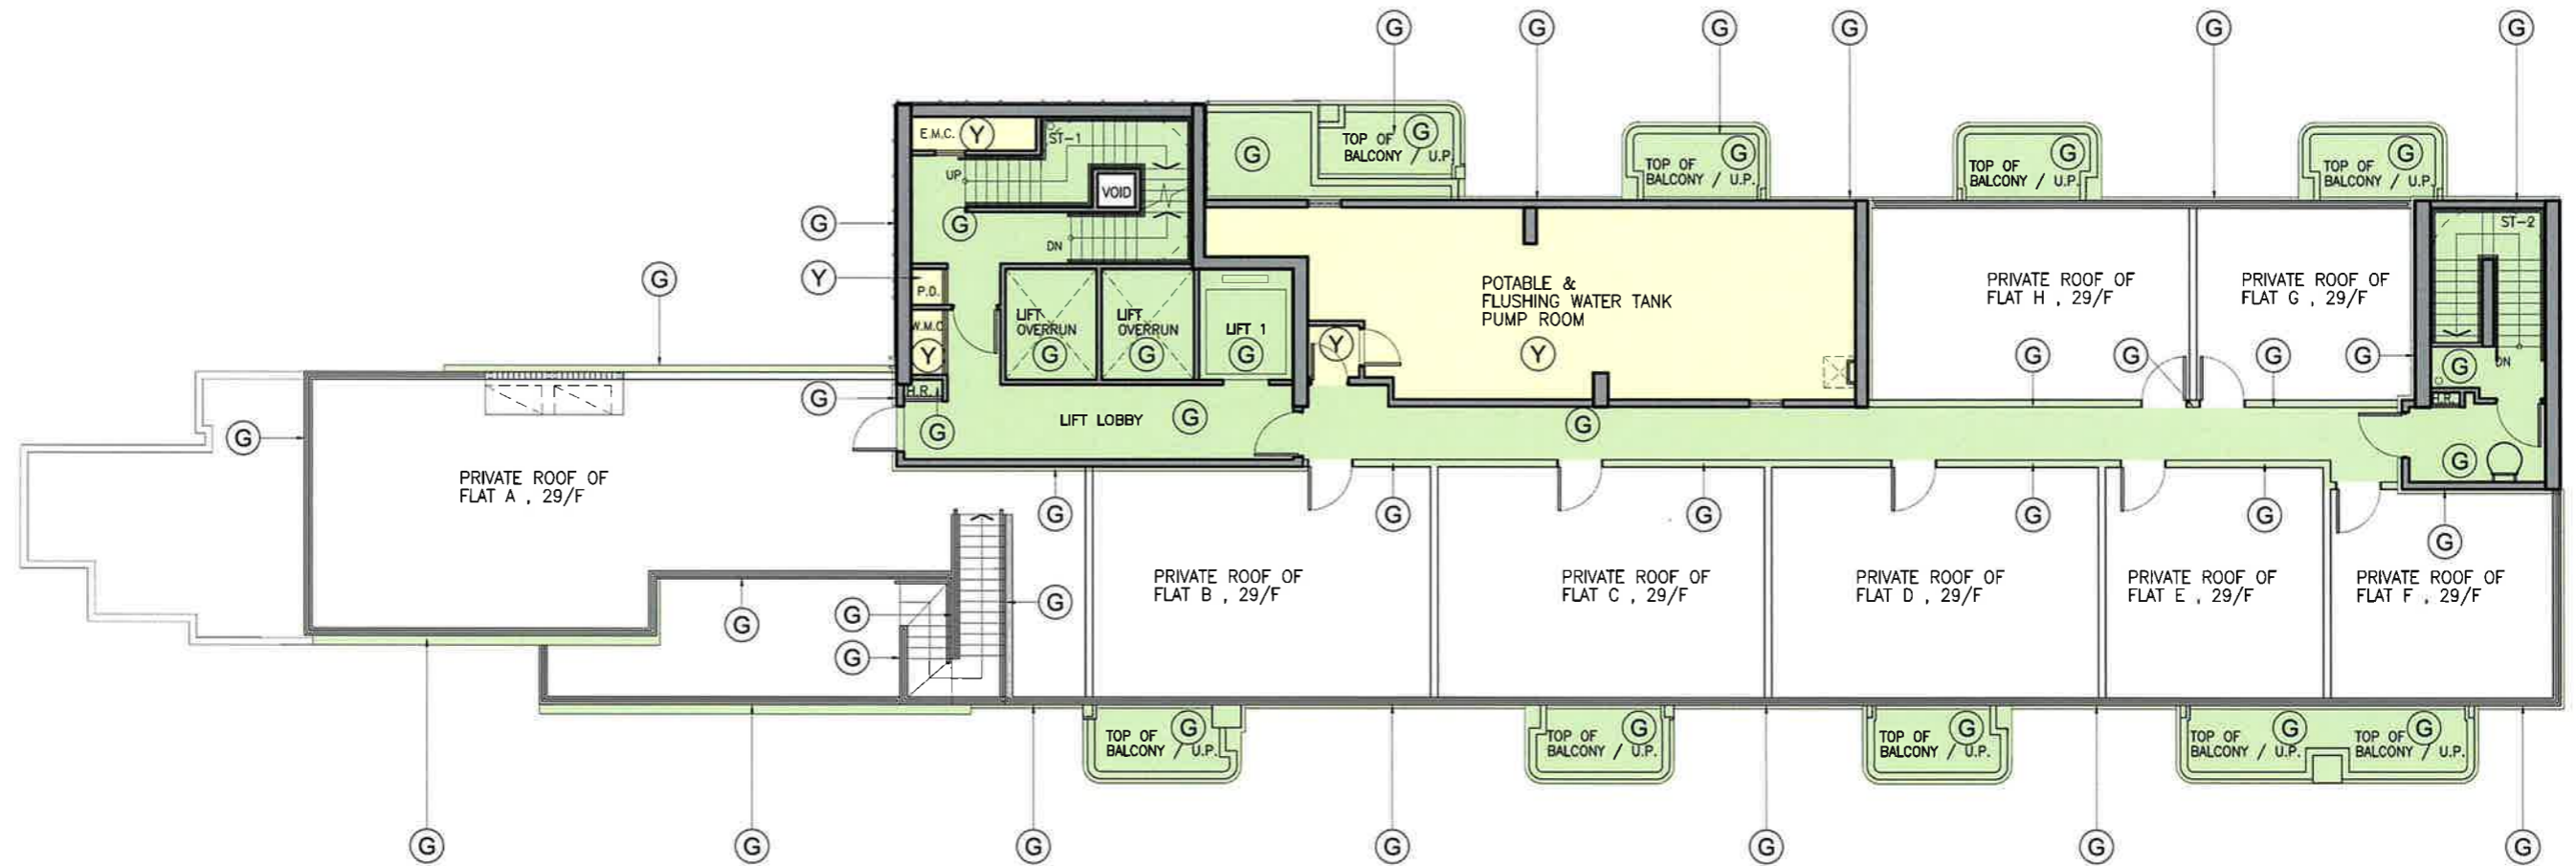 G
G
G
G
G
G
E.M.C.
Y
ST-1
UP
VOID
DN
G
G
G
TOP OF
BALCONY / U.P.
G
TOP OF
BALCONY / U.P.
G
TOP OF
BALCONY / U.P.
G
TOP OF
BALCONY / U.P.
G
ST-2
G
Y
P.D.
W.M.C.
Y
LIFT
OVERRUN
G
LIFT
OVERRUN
G
LIFT 1
G
POTABLE &
FLUSHING WATER TANK
PUMP ROOM
Y
Y
PRIVATE ROOF OF
FLAT H , 29/F
PRIVATE ROOF OF
FLAT G , 29/F
G
G
G
G
G
DN
H.R.
G
H.R.
G
G
LIFT LOBBY
G
G
G
G
PRIVATE ROOF OF
FLAT A , 29/F
G
G
G
G
G
G
PRIVATE ROOF OF
FLAT B , 29/F
PRIVATE ROOF OF
FLAT C , 29/F
PRIVATE ROOF OF
FLAT D , 29/F
PRIVATE ROOF OF
FLAT E , 29/F
PRIVATE ROOF OF
FLAT F , 29/F
G
G
G
G
TOP OF
BALCONY / U.P.
G
TOP OF
BALCONY / U.P.
G
TOP OF
BALCONY / U.P.
G
TOP OF
BALCONY / U.P.
G
TOP OF
BALCONY / U.P.
G
G
G
G
G
G
G
G